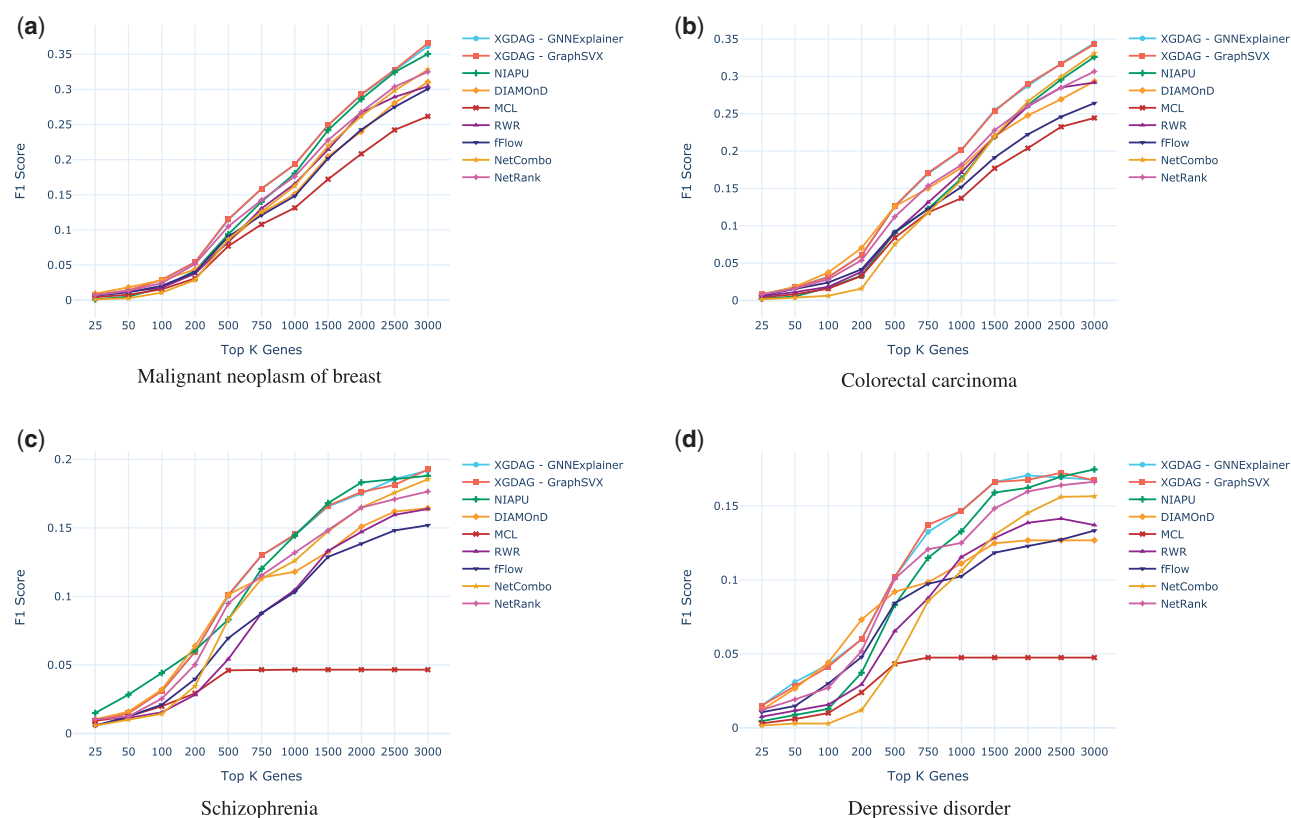 (a)
F1 Score
0.35
0.3
0.25
0.2
0.15
0.1
0.05
0
25 50 100 200 500 750 1000 1500 2000 2500 3000
Top K Genes
XGDAG - GNNExplainer
XGDAG - GraphSVX
NIAPU
DIAMOnD
MCL
RWR
fFlow
NetCombo
NetRank
Malignant neoplasm of breast
(b)
F1 Score
0.35
0.3
0.25
0.2
0.15
0.1
0.05
0
25 50 100 200 500 750 1000 1500 2000 2500 3000
Top K Genes
XGDAG - GNNExplainer
XGDAG - GraphSVX
NIAPU
DIAMOnD
MCL
RWR
fFlow
NetCombo
NetRank
Colorectal carcinoma
(c)
F1 Score
0.2
0.15
0.1
0.05
0
25 50 100 200 500 750 1000 1500 2000 2500 3000
Top K Genes
XGDAG - GNNExplainer
XGDAG - GraphSVX
NIAPU
DIAMOnD
MCL
RWR
fFlow
NetCombo
NetRank
Schizophrenia
(d)
F1 Score
0.15
0.1
0.05
0
25 50 100 200 500 750 1000 1500 2000 2500 3000
Top K Genes
XGDAG - GNNExplainer
XGDAG - GraphSVX
NIAPU
DIAMOnD
MCL
RWR
fFlow
NetCombo
NetRank
Depressive disorder